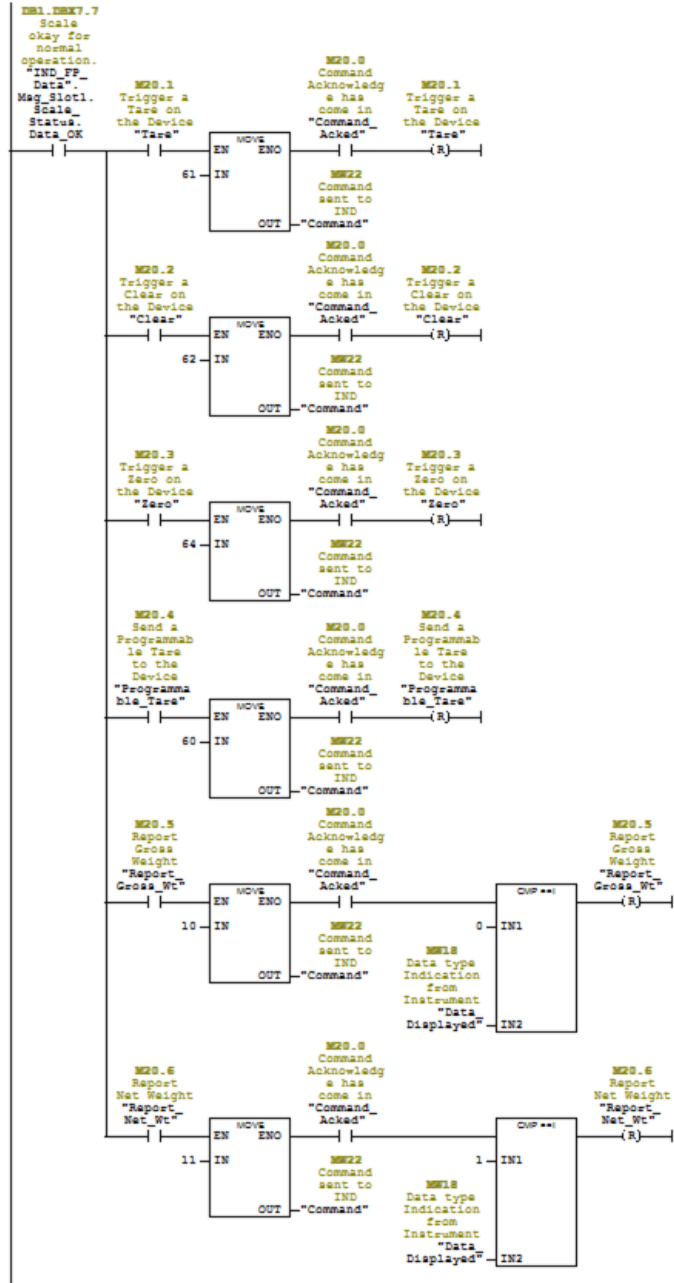 DB1.DBX7.7
Scale
okay for
normal
operation.
"IND_FP_
Data".
Msg_Slot1.
Scale_
Status.
Data_OK
M20.1
Trigger a
Tare on
the Device
"Tare"
MOVE
EN ENO
61 IN
OUT
M20.0
Command
Acknowledg
e has
come in
"Command_
Acked"
M20.1
Trigger a
Tare on
the Device
"Tare"
(R)
MW22
Command
sent to
IND
"Command"
M20.2
Trigger a
Clear on
the Device
"Clear"
MOVE
EN ENO
62 IN
OUT
M20.0
Command
Acknowledg
e has
come in
"Command_
Acked"
M20.2
Trigger a
Clear on
the Device
"Clear"
(R)
MW22
Command
sent to
IND
"Command"
M20.3
Trigger a
Zero on
the Device
"Zero"
MOVE
EN ENO
64 IN
OUT
M20.0
Command
Acknowledg
e has
come in
"Command_
Acked"
M20.3
Trigger a
Zero on
the Device
"Zero"
(R)
MW22
Command
sent to
IND
"Command"
M20.4
Send a
Programmab
le Tare
to the
Device
"Programma
ble_Tare"
MOVE
EN ENO
60 IN
OUT
M20.0
Command
Acknowledg
e has
come in
"Command_
Acked"
M20.4
Send a
Programmab
le Tare
to the
Device
"Programma
ble_Tare"
(R)
MW22
Command
sent to
IND
"Command"
M20.5
Report
Gross
Weight
"Report_
Gross_Wt"
MOVE
EN ENO
10 IN
OUT
M20.0
Command
Acknowledg
e has
come in
"Command_
Acked"
MW22
Command
sent to
IND
"Command"
CMP ==I
0 IN1
MW18
Data type
Indication
from
Instrument
"Data_
Displayed" IN2
M20.5
Report
Gross
Weight
"Report_
Gross_Wt"
(R)
M20.6
Report
Net Weight
"Report_
Net_Wt"
MOVE
EN ENO
11 IN
OUT
M20.0
Command
Acknowledg
e has
come in
"Command_
Acked"
MW22
Command
sent to
IND
"Command"
CMP ==I
1 IN1
MW18
Data type
Indication
from
Instrument
"Data_
Displayed" IN2
M20.6
Report
Net Weight
"Report_
Net_Wt"
(R)